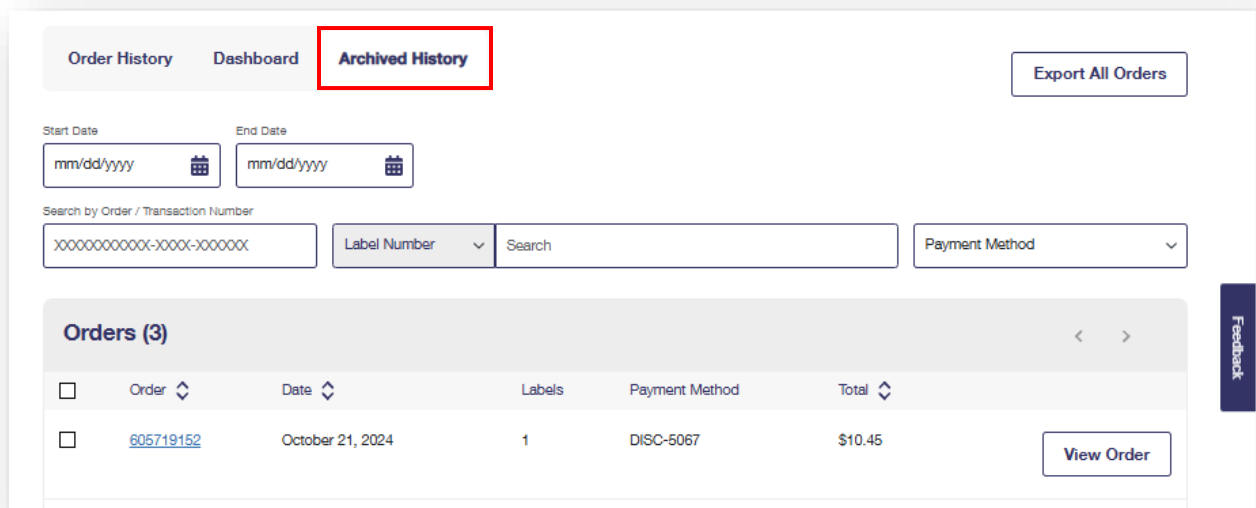 Order History Dashboard Archived History
Export All Orders
Start Date End Date
mm/dd/yyyy mm/dd/yyyy
Search by Order / Transaction Number
XXXXXXXXXXX-XXXX-XXXXXX Label Number Search Payment Method
Orders (3)
Feedback
Order Date Labels Payment Method Total
605719152 October 21, 2024 1 DISC-5067 $10.45
View Order